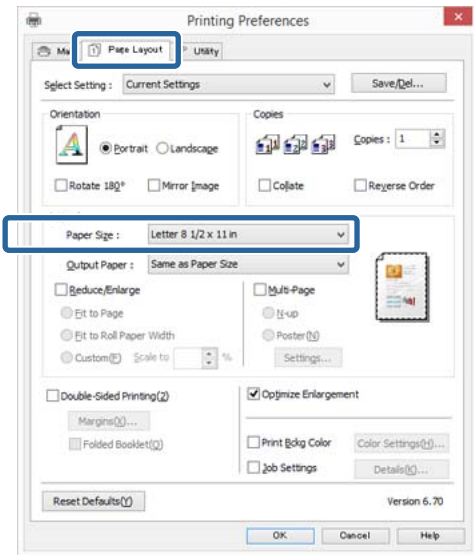 Printing Preferences
Page Layout
Utility
Select Setting : Current Settings Save/Del...
Orientation Copies
Portrait Landscape Copies : 1
Rotate 180° Mirror Image Collate Reverse Order
Paper Size : Letter 8 1/2 x 11 in
Output Paper : Same as Paper Size
Reduce/Enlarge Multi-Page
Fit to Page N-up
Fit to Roll Paper Width Poster(N)
Custom(F) Scale to % Settings...
Double-Sided Printing(2) Optimize Enlargement
Margins(X)...
Folded Booklet(Q) Print Bckg Color Color Settings(H)...
Job Settings Details(K)...
Reset Defaults(Y) Version 6.70
OK Cancel Help